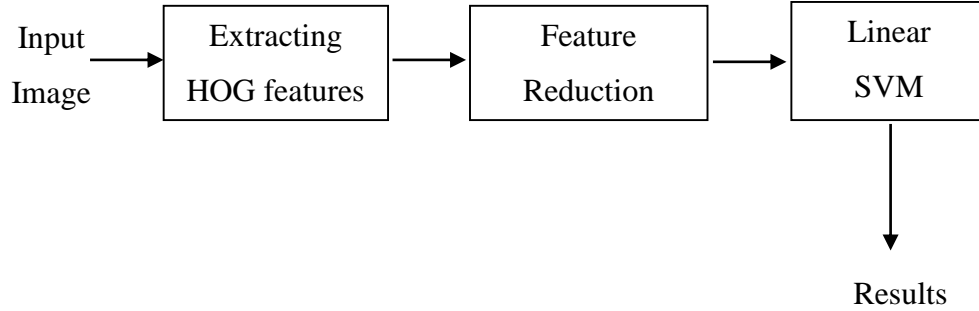 Input
Image
Extracting
HOG features
Feature
Reduction
Linear
SVM
Results